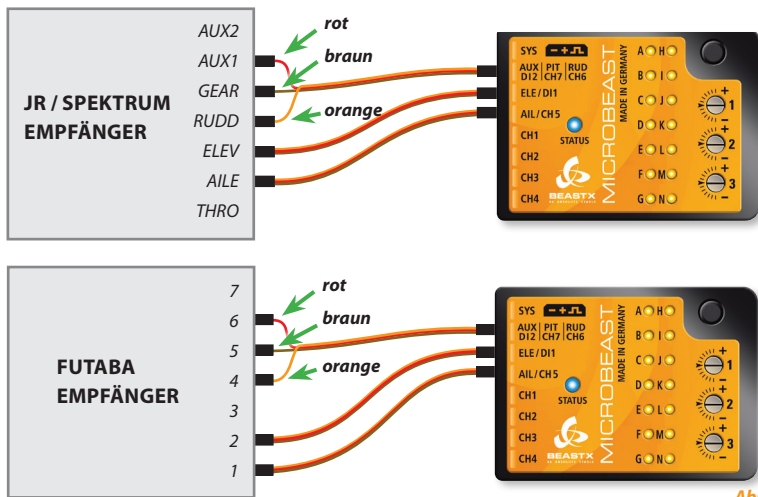 JR / SPEKTRUM
EMPFÄNGER
AUX2
AUX1
GEAR
RUDD
ELEV
AILE
THRO
rot
braun
orange
SYS
AUX | PIT | RUD
DI2 | CH7 | CH6
ELE/DI1
AIL/CH5
CH1
CH2
CH3
CH4
STATUS
BEASTX
MICROBEAST
MADE IN GERMANY
A H
B I
C J
D K
E L
F M
G N
+ 1 -
+ 2 -
+ 3 -
FUTABA
EMPFÄNGER
7
6
5
4
3
2
1
rot
braun
orange
SYS
AUX | PIT | RUD
DI2 | CH7 | CH6
ELE/DI1
AIL/CH5
CH1
CH2
CH3
CH4
STATUS
BEASTX
MICROBEAST
MADE IN GERMANY
A H
B I
C J
D K
E L
F M
G N
+ 1 -
+ 2 -
+ 3 -
Ab